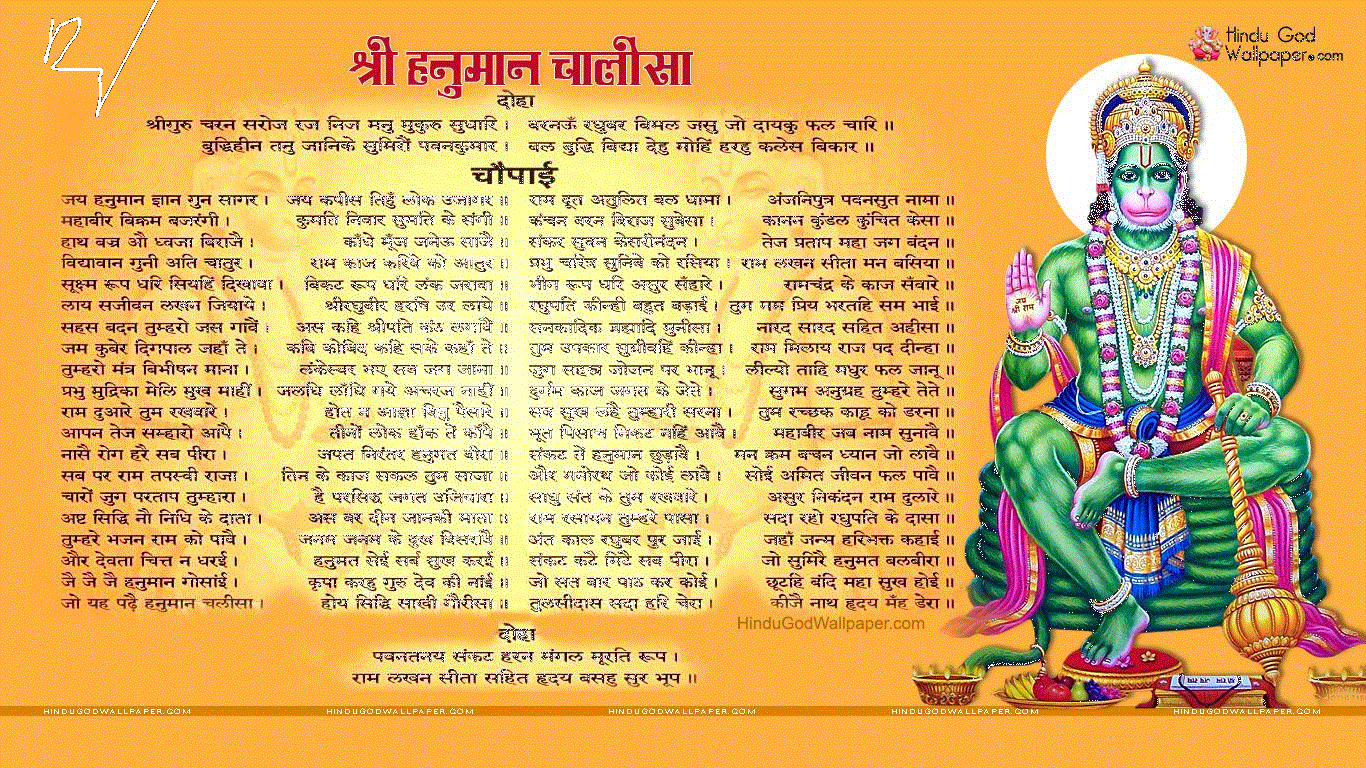 Hindu God
Wallpaper.com
श्री हनुमान चालीसा
दोहा
श्रीगुरु चरन सरोज रज निज मनु मुकुरु सुधारि । बरनऊँ रघुबर बिमल जसु जो दायकु फल चारि ॥
बुद्धिहीन तनु जानिके सुमिरौं पवनकुमार । बल बुद्धि विद्या देहु मोहिं हरहु कलेस बिकार ॥
चौपाई
जय हनुमान ज्ञान गुन सागर । जय कपीस तिहुँ लोक उजागर ॥ राम दूत अतुलित बल धामा । अंजनिपुत्र पवनसुत नामा ॥
महाबीर बिक्रम बजरंगी । कुमति निवार सुमति के संगी ॥ कंचन बरन बिराज सुबेसा । कानन कुंडल कुंचित केसा ॥
हाथ बज्र औ ध्वजा बिराजै । काँधे मूँज जनेऊ साजै ॥ संकर सुवन केसरीनंदन । तेज प्रताप महा जग बंदन ॥
विद्यावान गुनी अति चातुर । राम काज करिबे को आतुर ॥ प्रभु चरित्र सुनिबे को रसिया । राम लखन सीता मन बसिया ॥
सूक्ष्म रूप धरि सियहिं दिखावा । बिकट रूप धरि लंक जरावा ॥ भीम रूप धरि असुर सँहारे । रामचंद्र के काज सँवारे ॥
लाय सजीवन लखन जियाये । श्रीरघुबीर हरषि उर लाये ॥ रघुपति कीन्ही बहुत बड़ाई । तुम मम प्रिय भरतहि सम भाई ॥
सहस बदन तुम्हरो जस गावैं । अस कहि श्रीपति कंठ लगावैं ॥ सनकादिक ब्रह्मादि मुनीसा । नारद सारद सहित अहीसा ॥
जम कुबेर दिगपाल जहाँ ते । कबि कोबिद कहि सके कहाँ ते ॥ तुम उपकार सुग्रीवहिं कीन्हा । राम मिलाय राज पद दीन्हा ॥
तुम्हरो मंत्र बिभीषन माना । लंकेस्वर भए सब जग जाना ॥ जुग सहस्त्र जोजन पर भानू । लील्यो ताहि मधुर फल जानू ॥
प्रभु मुद्रिका मेलि मुख माहीं । जलधि लाँघि गये अचरज नाहीं ॥ दुर्गम काज जगत के जेते । सुगम अनुग्रह तुम्हरे तेते ॥
राम दुआरे तुम रखवारे । होत न आज्ञा बिनु पैसारे ॥ सब सुख लहै तुम्हारी सरना । तुम रच्छक काहू को डरना ॥
आपन तेज सम्हारो आपै । तीनों लोक हाँक तें काँपै ॥ भूत पिसाच निकट नहिं आवै । महाबीर जब नाम सुनावै ॥
नासै रोग हरे सब पीरा । जपत निरंतर हनुमत बीरा ॥ संकट तें हनुमान छुड़ावै । मन क्रम बचन ध्यान जो लावै ॥
सब पर राम तपस्वी राजा । तिन के काज सकल तुम साजा ॥ और मनोरथ जो कोई लावै । सोई अमित जीवन फल पावै ॥
चारों जुग परताप तुम्हारा । है परसिद्ध जगत उजियारा ॥ साधु संत के तुम रखवारे । असुर निकंदन राम दुलारे ॥
अष्ट सिद्धि नौ निधि के दाता । अस बर दीन जानकी माता ॥ राम रसायन तुम्हरे पासा । सदा रहो रघुपति के दासा ॥
तुम्हरे भजन राम को पावै । जनम जनम के दुख बिसरावै ॥ अंत काल रघुबर पुर जाई । जहाँ जन्म हरिभक्त कहाई ॥
और देवता चित्त न धरई । हनुमत सेई सर्ब सुख करई ॥ संकट कटै मिटै सब पीरा । जो सुमिरै हनुमत बलबीरा ॥
जै जै जै हनुमान गोसाईं । कृपा करहु गुरु देव की नाईं ॥ जो सत बार पाठ कर कोई । छूटहि बंदि महा सुख होई ॥
जो यह पढ़ै हनुमान चलीसा । होय सिद्धि साखी गौरीसा ॥ तुलसीदास सदा हरि चेरा । कीजै नाथ हृदय मँह डेरा ॥
HinduGodWallpaper.com
दोहा
पवनतनय संकट हरन मंगल मूरति रूप ।
राम लखन सीता सहित हृदय बसहु सुर भूप ॥
जय श्री राम
HINDUGODWALLPAPER.COM HINDUGODWALLPAPER.COM HINDUGODWALLPAPER.COM HINDUGODWALLPAPER.COM HINDUGODWALLPAPER.COM